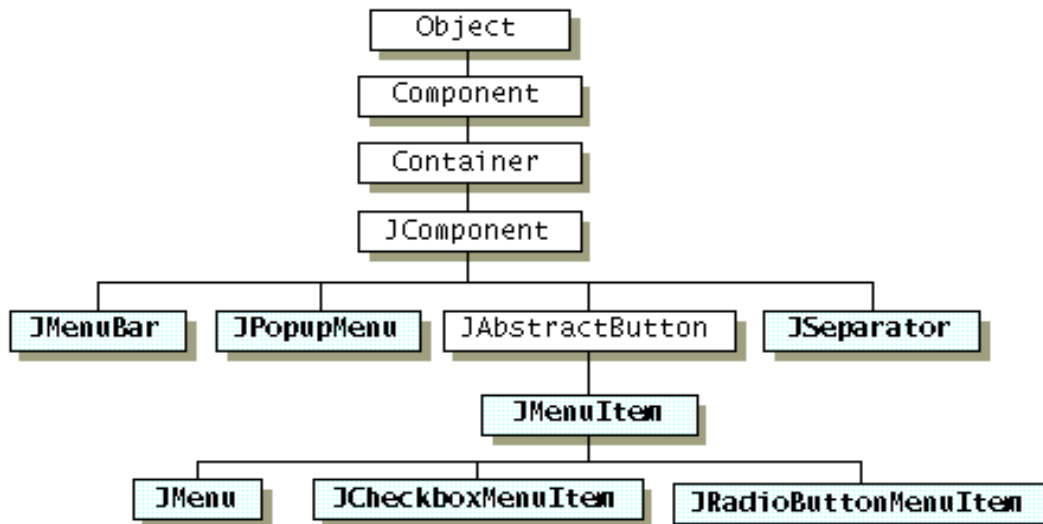 Object
Component
Container
JComponent
JMenuBar JPopupMenu JAbstractButton JSeparator
JMenuItem
JMenu JCheckboxMenuItem JRadioButtonMenuItem